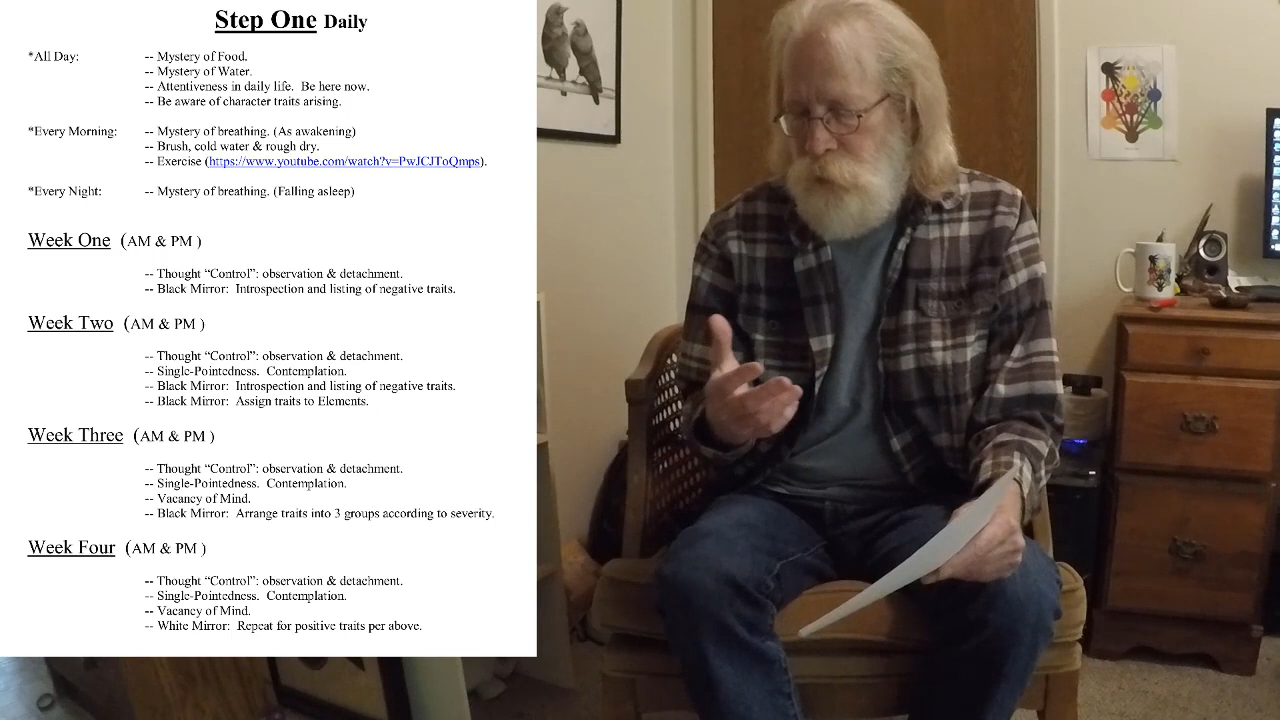 Step One Daily
*All Day: -- Mystery of Food.
-- Mystery of Water.
-- Attentiveness in daily life. Be here now.
-- Be aware of character traits arising.
*Every Morning: -- Mystery of breathing. (As awakening)
-- Brush, cold water & rough dry.
-- Exercise (https://www.youtube.com/watch?v=PwJCJToQmps).
*Every Night: -- Mystery of breathing. (Falling asleep)
Week One (AM & PM )
-- Thought “Control”: observation & detachment.
-- Black Mirror: Introspection and listing of negative traits.
Week Two (AM & PM )
-- Thought “Control”: observation & detachment.
-- Single-Pointedness. Contemplation.
-- Black Mirror: Introspection and listing of negative traits.
-- Black Mirror: Assign traits to Elements.
Week Three (AM & PM )
-- Thought “Control”: observation & detachment.
-- Single-Pointedness. Contemplation.
-- Vacancy of Mind.
-- Black Mirror: Arrange traits into 3 groups according to severity.
Week Four (AM & PM )
-- Thought “Control”: observation & detachment.
-- Single-Pointedness. Contemplation.
-- Vacancy of Mind.
-- White Mirror: Repeat for positive traits per above.